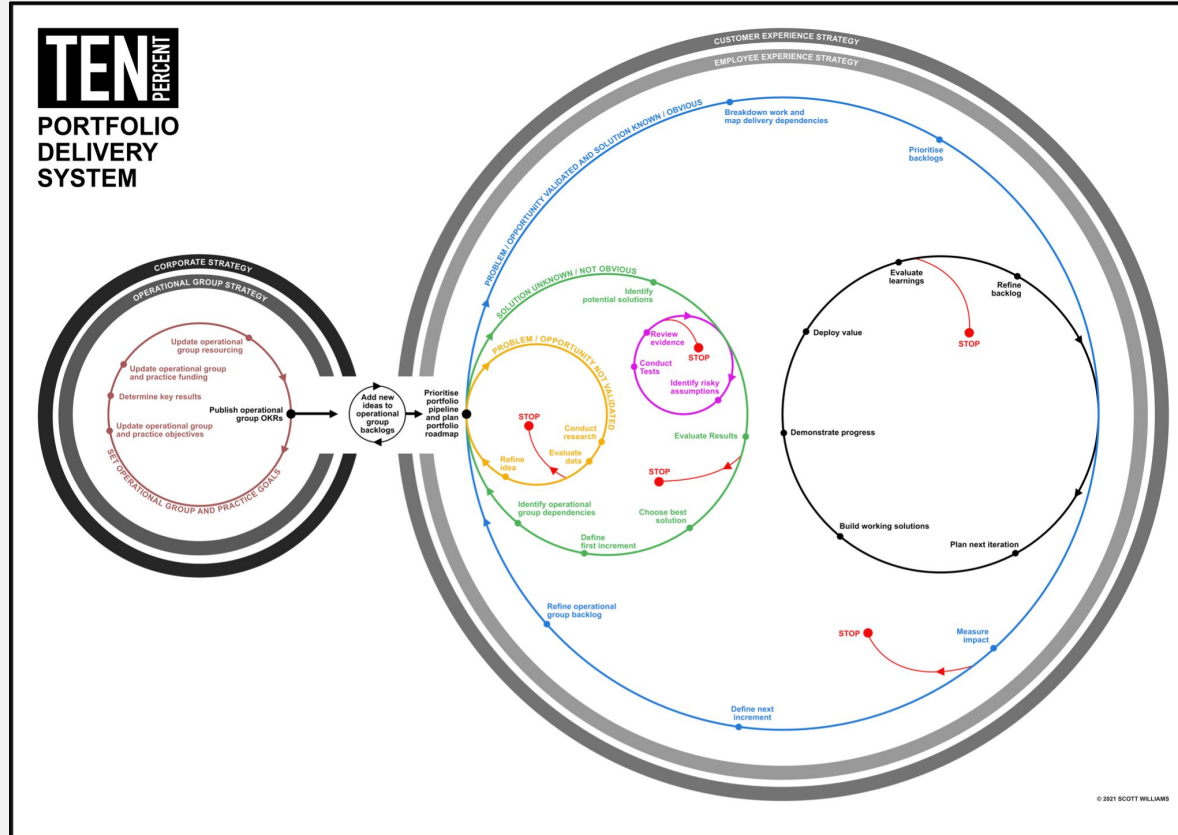 TEN
PERCENT
PORTFOLIO
DELIVERY
SYSTEM
CORPORATE STRATEGY
OPERATIONAL GROUP STRATEGY
Update operational
group resourcing
Update operational group
and practice funding
Determine key results
Update operational group
and practice objectives
SET OPERATIONAL GROUP AND PRACTICE GOALS
Publish operational
group OKRs
Add new
ideas to
operational
group
backlogs
Prioritise
portfolio
pipeline
and plan
portfolio
roadmap
CUSTOMER EXPERIENCE STRATEGY
EMPLOYEE EXPERIENCE STRATEGY
PROBLEM / OPPORTUNITY VALIDATED AND SOLUTION KNOWN / OBVIOUS
Breakdown work and
map delivery dependencies
Prioritise
backlogs
SOLUTION UNKNOWN / NOT OBVIOUS
Identify
potential solutions
PROBLEM / OPPORTUNITY NOT VALIDATED
Review
evidence
STOP
Conduct
Tests
Identify risky
assumptions
STOP
Conduct
research
Evaluate
data
Refine
idea
Evaluate Results
STOP
Identify operational
group dependencies
Choose best
solution
Define
first increment
Evaluate
learnings
Refine
backlog
Deploy value
STOP
Demonstrate progress
Build working solutions
Plan next iteration
Refine operational
group backlog
STOP
Measure
impact
Define next
increment
© 2021 SCOTT WILLIAMS